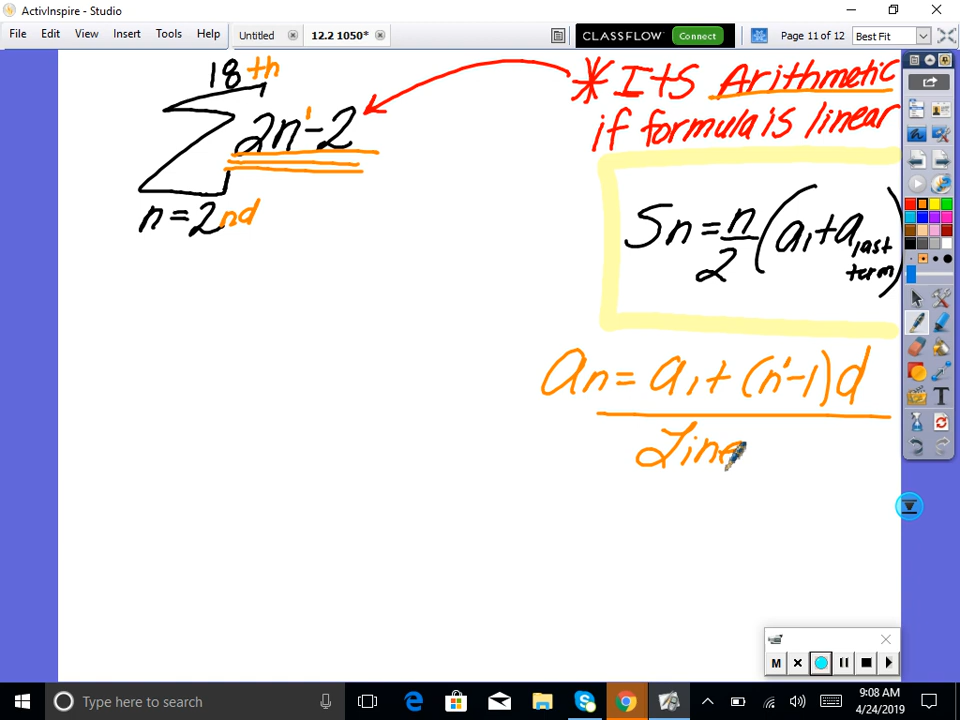 ActivInspire - Studio
File Edit View Insert Tools Help Untitled 12.2 1050* CLASSFLOW Connect Page 11 of 12 Best Fit
18th
∑ 2n¹-2
n=2nd
* Its Arithmetic
if formula is linear
Sn = n/2 (a1 + a last term)
an = a1 + (n¹-1)d
Line
M
Type here to search
9:08 AM
4/24/2019